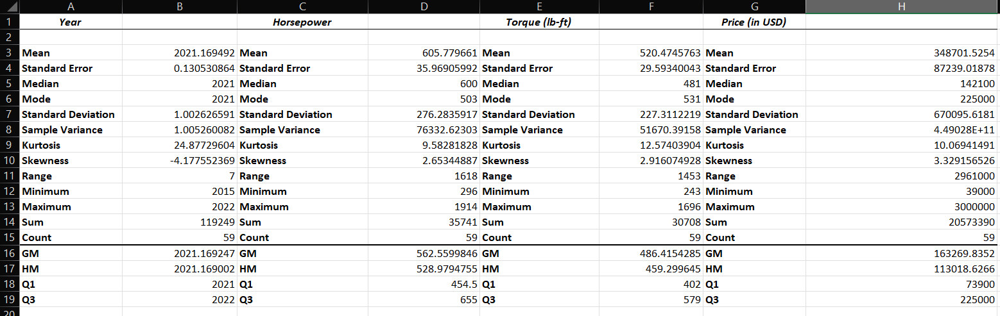 A B C D E F G H
1 Year Horsepower Torque (lb-ft) Price (in USD)
2
3 Mean 2021.169492 Mean 605.779661 Mean 520.4745763 Mean 348701.5254
4 Standard Error 0.130530864 Standard Error 35.96905992 Standard Error 29.59340043 Standard Error 87239.01878
5 Median 2021 Median 600 Median 481 Median 142100
6 Mode 2021 Mode 503 Mode 531 Mode 225000
7 Standard Deviation 1.002626591 Standard Deviation 276.2835917 Standard Deviation 227.3112219 Standard Deviation 670095.6181
8 Sample Variance 1.005260082 Sample Variance 76332.62303 Sample Variance 51670.39158 Sample Variance 4.49028E+11
9 Kurtosis 24.87729604 Kurtosis 9.58281828 Kurtosis 12.57403904 Kurtosis 10.06941491
10 Skewness -4.177552369 Skewness 2.65344887 Skewness 2.916074928 Skewness 3.329156526
11 Range 7 Range 1618 Range 1453 Range 2961000
12 Minimum 2015 Minimum 296 Minimum 243 Minimum 39000
13 Maximum 2022 Maximum 1914 Maximum 1696 Maximum 3000000
14 Sum 119249 Sum 35741 Sum 30708 Sum 20573390
15 Count 59 Count 59 Count 59 Count 59
16 GM 2021.169247 GM 562.5599846 GM 486.4154285 GM 163269.8352
17 HM 2021.169002 HM 528.9794755 HM 459.299645 HM 113018.6266
18 Q1 2021 Q1 454.5 Q1 402 Q1 73900
19 Q3 2022 Q3 655 Q3 579 Q3 225000
20